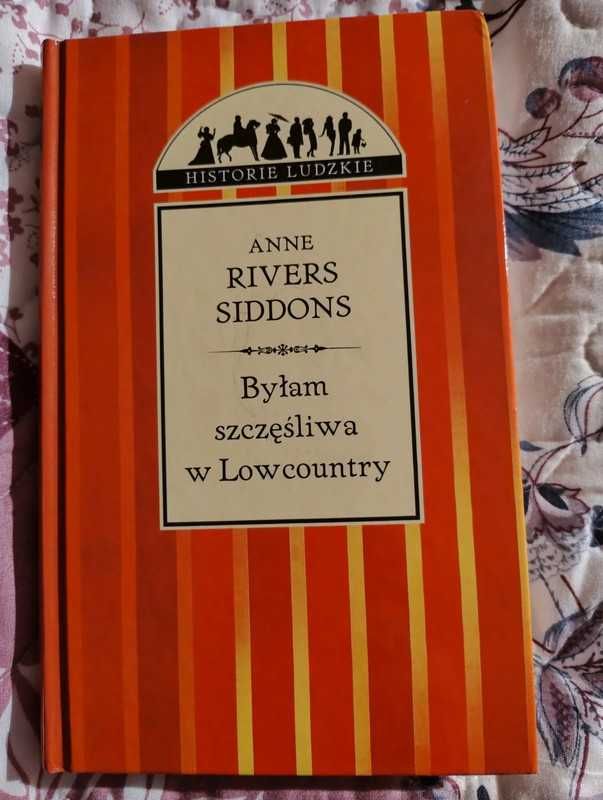 HISTORIE LUDZKIE
ANNE
RIVERS
SIDDONS
Byłam
szczęśliwa
w Lowcountry